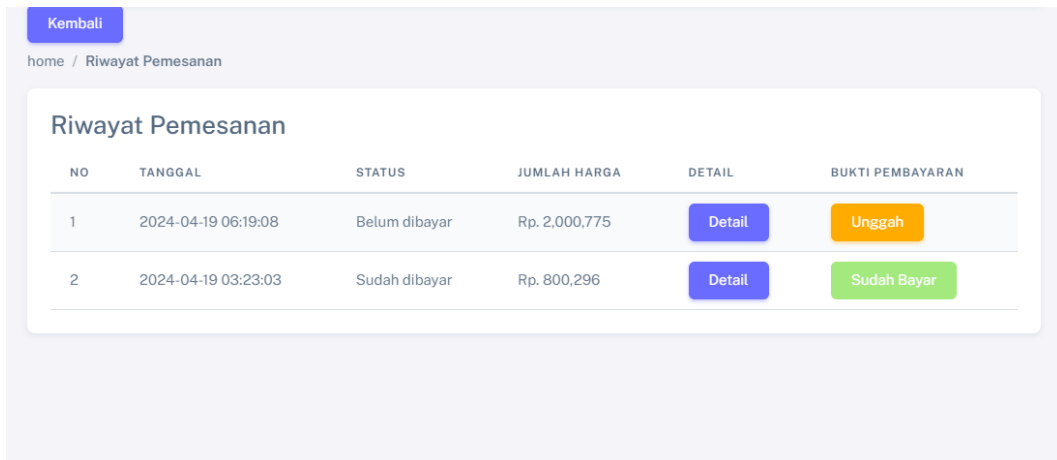 Kembali
home / Riwayat Pemesanan
Riwayat Pemesanan
NO TANGGAL STATUS JUMLAH HARGA DETAIL BUKTI PEMBAYARAN
1 2024-04-19 06:19:08 Belum dibayar Rp. 2,000,775 Detail Unggah
2 2024-04-19 03:23:03 Sudah dibayar Rp. 800,296 Detail Sudah Bayar